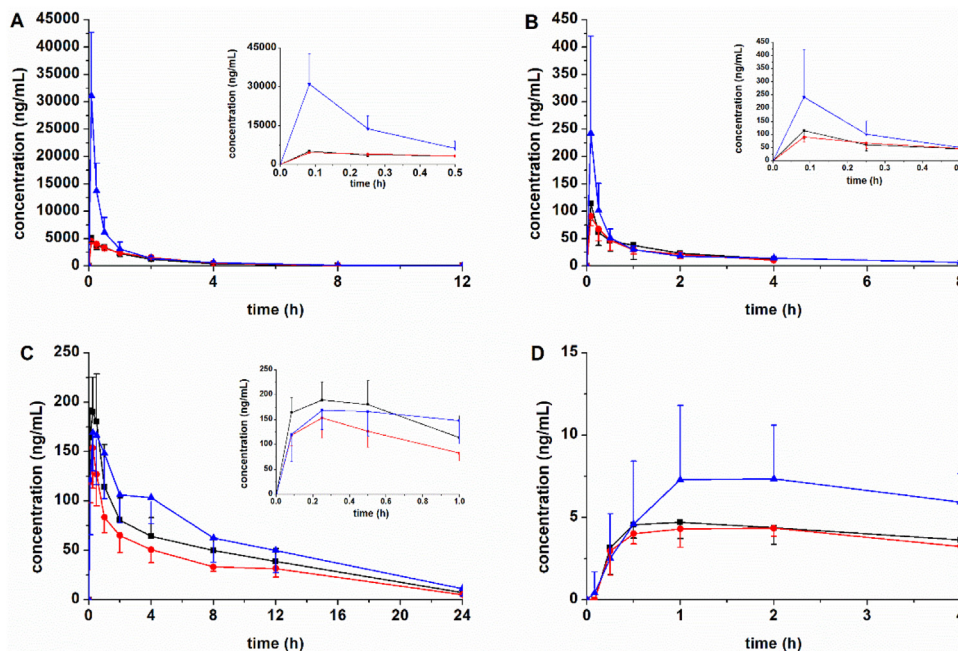 A
45000
40000
35000
30000
25000
20000
15000
10000
5000
0
concentration (ng/mL)
0 4 8 12
time (h)
45000
30000
15000
0
concentration (ng/mL)
0.0 0.1 0.2 0.3 0.4 0.5
time (h)
B
450
400
350
300
250
200
150
100
50
0
concentration (ng/mL)
0 2 4 6
time (h)
450
400
350
300
250
200
150
100
50
0
concentration (ng/mL)
0.0 0.1 0.2 0.3 0.4
time (h)
C
250
200
150
100
50
0
concentration (ng/mL)
0 4 8 12 16 20 24
time (h)
250
200
150
100
50
0
concentration (ng/mL)
0.0 0.2 0.4 0.6 0.8 1.0
time (h)
D
15
10
5
0
concentration (ng/mL)
0 1 2 3
time (h)